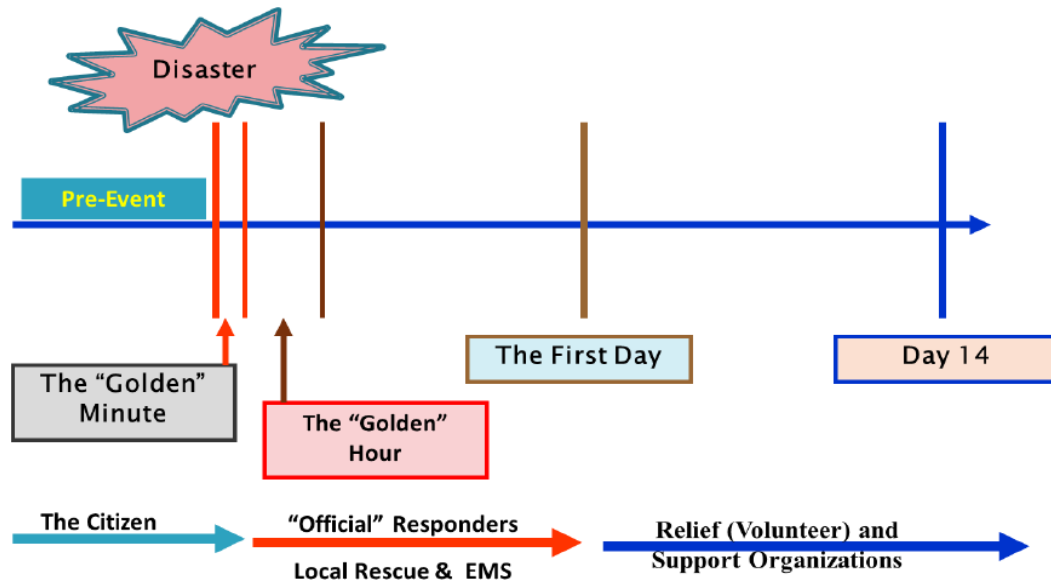 Disaster
Pre-Event
The “Golden”
Minute
The “Golden”
Hour
The First Day
Day 14
The Citizen
“Official” Responders
Local Rescue & EMS
Relief (Volunteer) and
Support Organizations